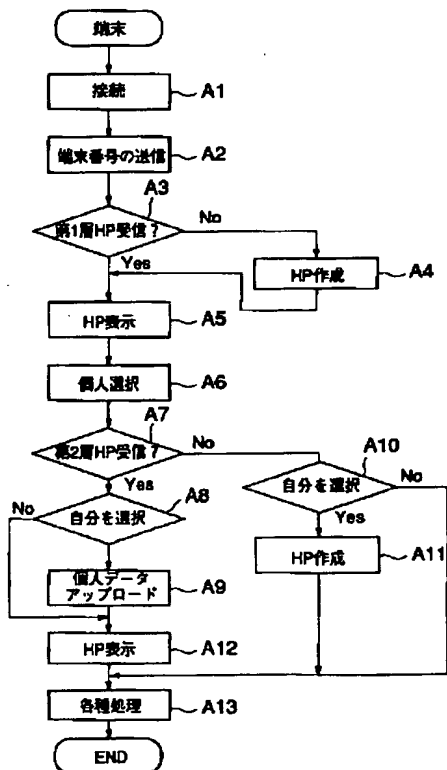 端末
接続
A1
端末番号の送信
A2
A3
第1層HP受信?
No
Yes
HP作成
A4
HP表示
A5
個人選択
A6
A7
第2層HP受信?
No
Yes
A8
A10
No
自分を選択
自分を選択
No
Yes
個人データ
アップロード
A9
HP作成
A11
HP表示
A12
各種処理
A13
END